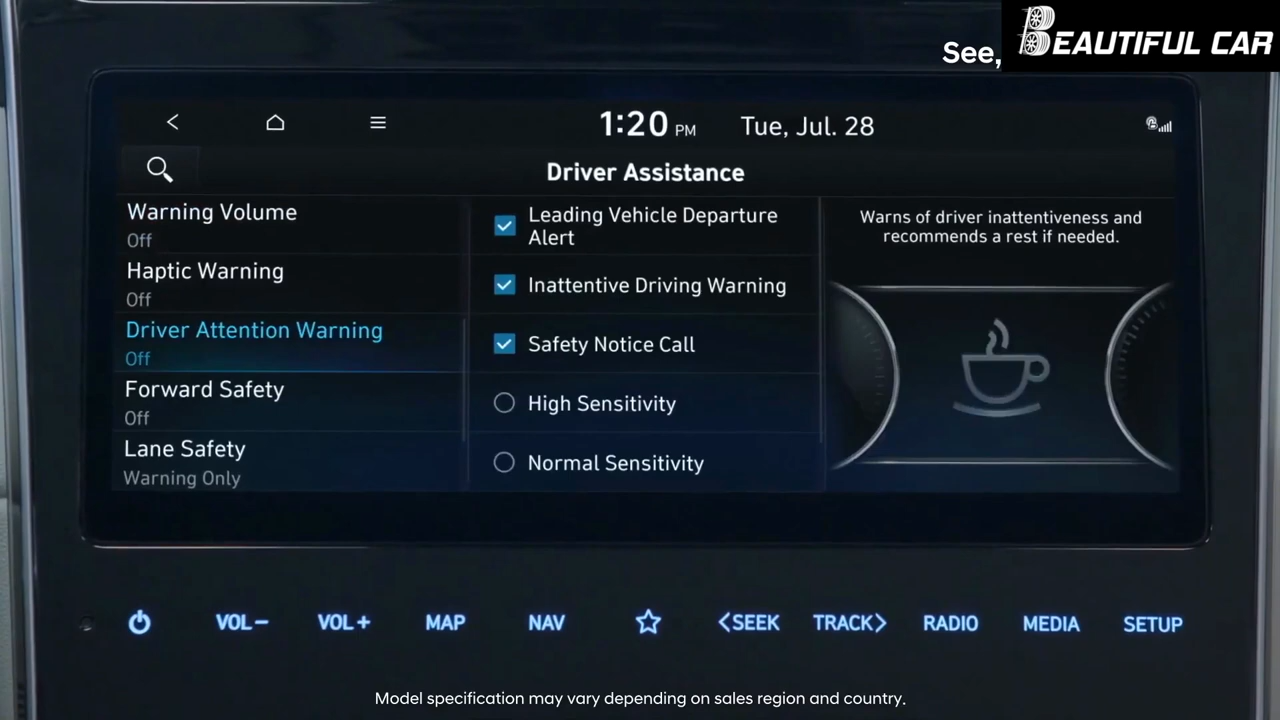 See,
BEAUTIFUL CAR
1:20 PM Tue, Jul. 28
Driver Assistance
Warning Volume
Off
Haptic Warning
Off
Driver Attention Warning
Off
Forward Safety
Off
Lane Safety
Warning Only
Leading Vehicle Departure
Alert
Inattentive Driving Warning
Safety Notice Call
High Sensitivity
Normal Sensitivity
Warns of driver inattentiveness and
recommends a rest if needed.
VOL− VOL+ MAP NAV <SEEK TRACK> RADIO MEDIA SETUP
Model specification may vary depending on sales region and country.